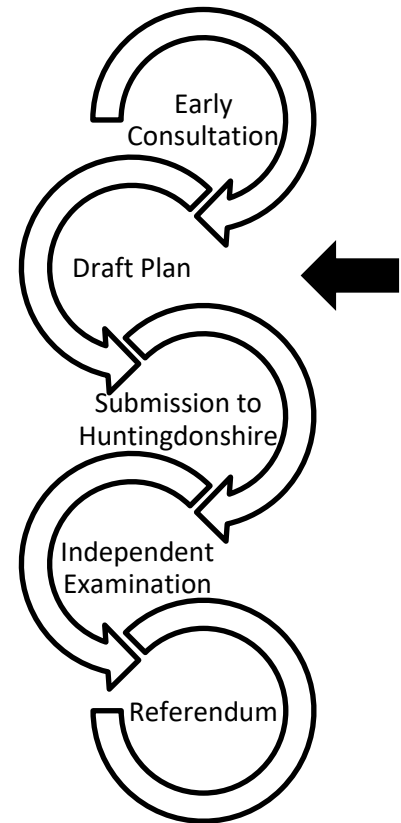 Early
Consultation
Draft Plan
Submission to
Huntingdonshire
Independent
Examination
Referendum